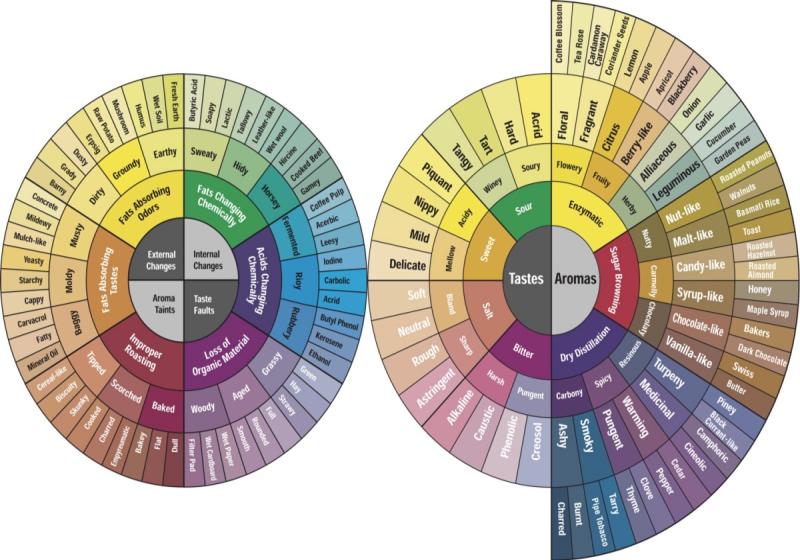 External
Changes
Internal
Changes
Aroma
Taints
Taste
Faults
Fats Absorbing
Odors
Fats Changing
Chemically
Acids Changing
Chemically
Loss of
Organic Material
Improper
Roasting
Fats Absorbing
Tastes
Dirty
Groundy
Earthy
Sweaty
Hidy
Horsey
Fermented
Rioy
Rubbery
Grassy
Aged
Woody
Baked
Scorched
Tipped
Baggy
Moldy
Musty
Mineral Oil
Fatty
Carvacrol
Cappy
Starchy
Yeasty
Mulch-like
Mildewy
Concrete
Barny
Grady
Dusty
Erpsig
Raw Potato
Mushroom
Humus
Wet Soil
Fresh Earth
Butyric Acid
Soapy
Lactic
Tallowy
Leather-like
Wet wool
Hircine
Cooked Beef
Gamey
Coffee Pulp
Acerbic
Leesy
Iodine
Carbolic
Acrid
Butyl Phenol
Kerosene
Ethanol
Green
Hay
Strawy
Full
Rounded
Smooth
Wet Paper
Wet Cardboard
Filter Pad
Dull
Flat
Bakey
Empyreumatic
Charred
Cooked
Skunky
Biscuity
Cereal-like
Tastes
Aromas
Sour
Sweet
Salt
Bitter
Enzymatic
Sugar Browning
Dry Distillation
Soury
Winey
Acidy
Mellow
Bland
Sharp
Harsh
Pungent
Flowery
Fruity
Herby
Nutty
Carmelly
Chocolaty
Resinous
Spicy
Carbony
Acrid
Hard
Tart
Tangy
Piquant
Nippy
Mild
Delicate
Soft
Neutral
Rough
Astringent
Alkaline
Caustic
Phenolic
Creosol
Floral
Fragrant
Citrus
Berry-like
Alliaceous
Leguminous
Nut-like
Malt-like
Candy-like
Syrup-like
Chocolate-like
Vanilla-like
Turpeny
Medicinal
Warming
Pungent
Smoky
Ashy
Coffee Blossom
Tea Rose
Cardamon
Caraway
Coriander Seeds
Lemon
Apple
Apricol
Blackberry
Onion
Garlic
Cucumber
Garden Peas
Roasted Peanuts
Walnuts
Basmati Rice
Toast
Roasted
Hazelnut
Roasted
Almond
Honey
Maple Syrup
Bakers
Dark Chocolate
Swiss
Butter
Piney
Black
Currant-like
Camphoric
Cineolic
Cedar
Pepper
Clove
Thyme
Tarry
Pipe Tobacco
Burnt
Charred